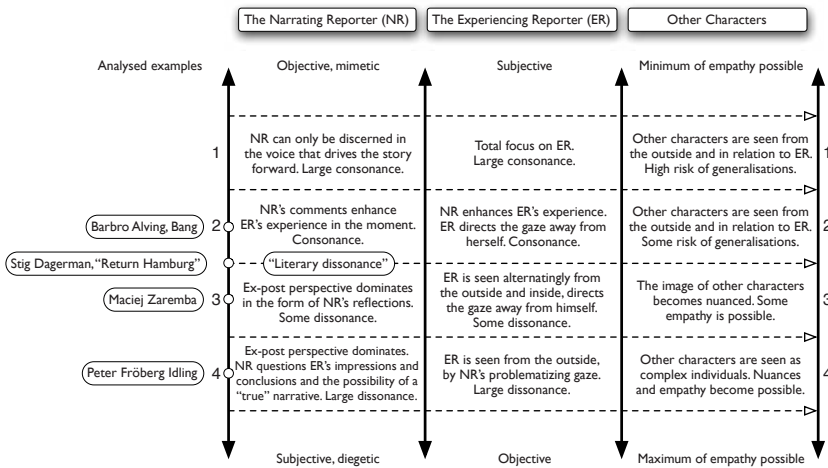 The Narrating Reporter (NR)
The Experiencing Reporter (ER)
Other Characters
Analysed examples
Objective, mimetic
Subjective
Minimum of empathy possible
1
NR can only be discerned in
the voice that drives the story
forward. Large consonance.
Total focus on ER.
Large consonance.
Other characters are seen from
the outside and in relation to ER.
High risk of generalisations.
1
Barbro Alving, Bang
2
NR's comments enhance
ER's experience in the moment.
Consonance.
NR enhances ER's experience.
ER directs the gaze away from
herself. Consonance.
Other characters are seen from
the outside and in relation to ER.
Some risk of generalisations.
2
Stig Dagerman, "Return Hamburg"
"Literary dissonance"
Maciej Zaremba
3
Ex-post perspective dominates
in the form of NR's reflections.
Some dissonance.
ER is seen alternatingly from
the outside and inside, directs
the gaze away from himself.
Some dissonance.
The image of other characters
becomes nuanced. Some
empathy is possible.
3
Peter Fröberg Idling
4
Ex-post perspective dominates.
NR questions ER's impressions and
conclusions and the possibility of a
"true" narrative. Large dissonance.
ER is seen from the outside,
by NR's problematizing gaze.
Large dissonance.
Other characters are seen as
complex individuals. Nuances
and empathy become possible.
4
Subjective, diegetic
Objective
Maximum of empathy possible